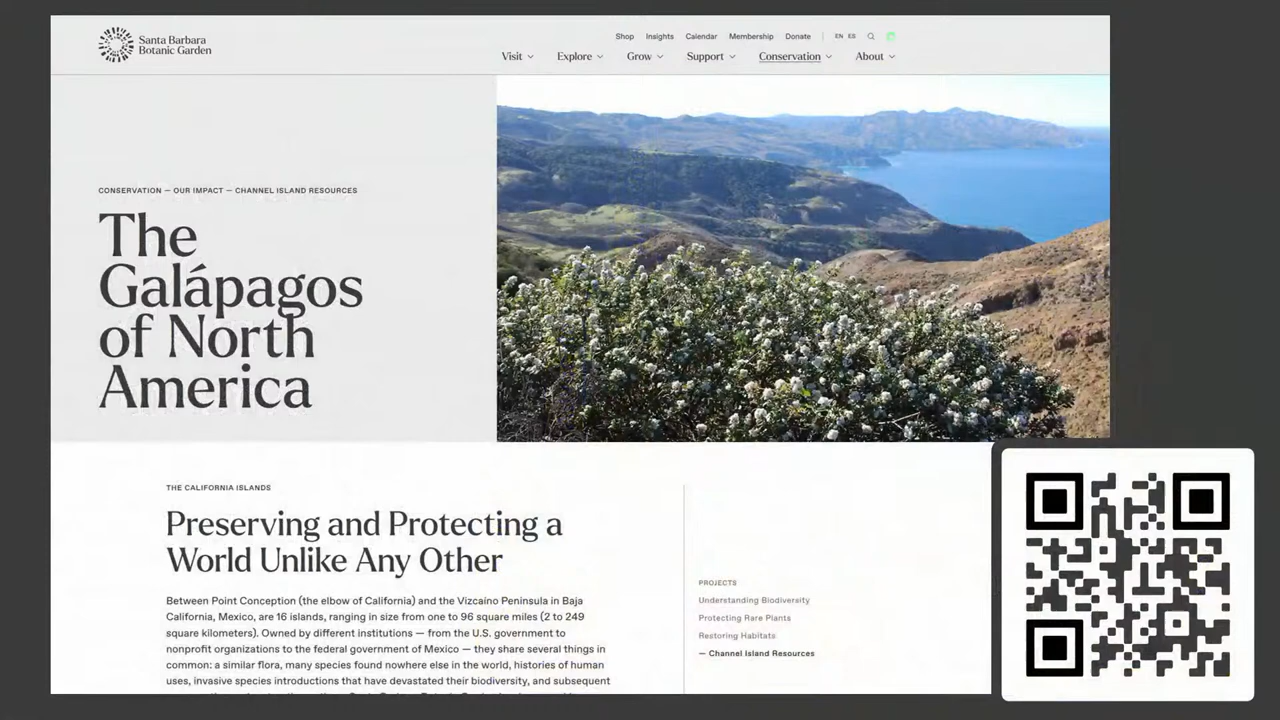 Santa Barbara
Botanic Garden
Shop Insights Calendar Membership Donate EN ES
Visit Explore Grow Support Conservation About
CONSERVATION — OUR IMPACT — CHANNEL ISLAND RESOURCES
The
Galápagos
of North
America
THE CALIFORNIA ISLANDS
Preserving and Protecting a
World Unlike Any Other
Between Point Conception (the elbow of California) and the Vizcaíno Peninsula in Baja
California, Mexico, are 16 islands, ranging in size from one to 96 square miles (2 to 249
square kilometers). Owned by different institutions — from the U.S. government to
nonprofit organizations to the federal government of Mexico — they share several things in
common: a similar flora, many species found nowhere else in the world, histories of human
uses, invasive species introductions that have devastated their biodiversity, and subsequent
PROJECTS
Understanding Biodiversity
Protecting Rare Plants
Restoring Habitats
— Channel Island Resources